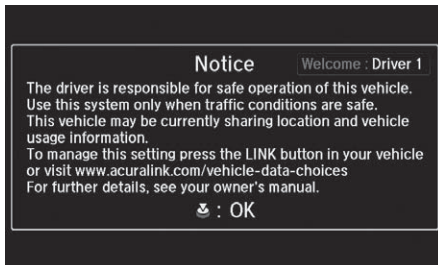 Notice
Welcome : Driver 1
The driver is responsible for safe operation of this vehicle.
Use this system only when traffic conditions are safe.
This vehicle may be currently sharing location and vehicle
usage information.
To manage this setting press the LINK button in your vehicle
or visit www.acuralink.com/vehicle-data-choices
For further details, see your owner's manual.
: OK